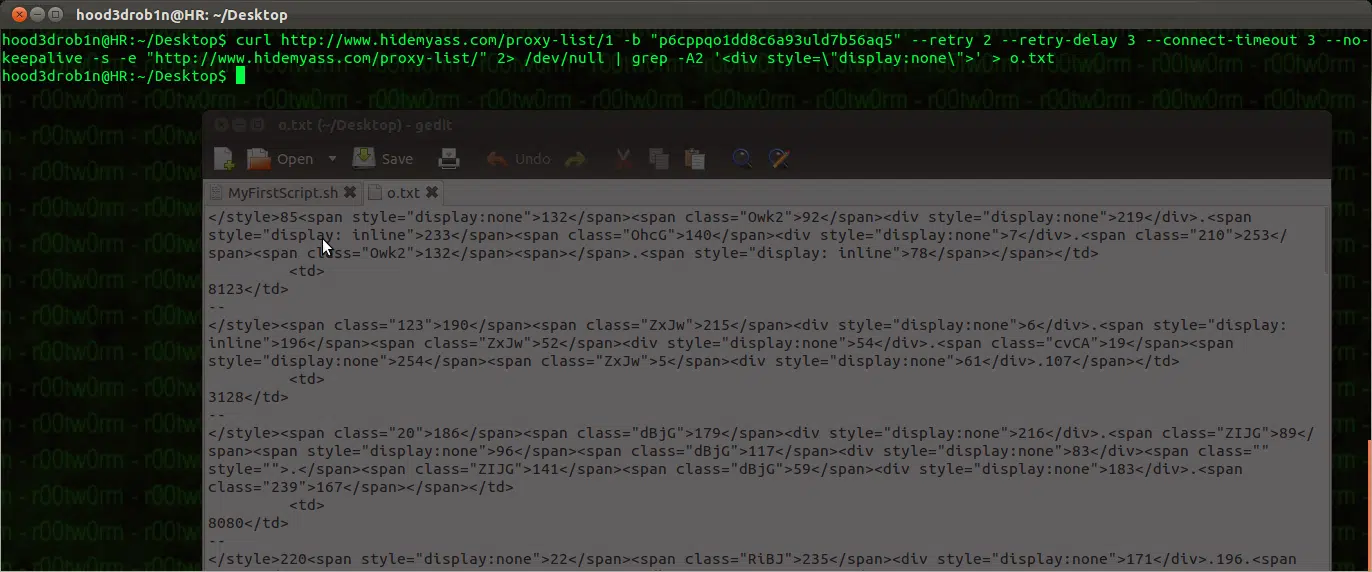 hood3drob1n@HR: ~/Desktop
hood3drob1n@HR:~/Desktop$ curl http://www.hidemyass.com/proxy-list/1 -b "p6cppqo1dd8c6a93uld7b56aq5" --retry 2 --retry-delay 3 --connect-timeout 3 --no-
keepalive -s -e "http://www.hidemyass.com/proxy-list/" 2> /dev/null | grep -A2 '<div style=\"display:none\">' > o.txt
hood3drob1n@HR:~/Desktop$
o.txt (~/Desktop) - gedit
Open Save Undo
MyFirstScript.sh o.txt
</style>85<span style="display:none">132</span><span class="Owk2">92</span><div style="display:none">219</div>.<span
style="display: inline">233</span><span class="OhcG">140</span><div style="display:none">7</div>.<span class="210">253</
span><span class="Owk2">132</span><span></span>.<span style="display: inline">78</span></span></td>
<td>
8123</td>
--
</style><span class="123">190</span><span class="ZxJw">215</span><div style="display:none">6</div>.<span style="display:
inline">196<span class="ZxJw">52</span><div style="display:none">54</div>.<span class="cvCA">19</span><span
style="display:none">254</span><span class="ZxJw">5</span><div style="display:none">61</div>.107</span></td>
<td>
3128</td>
--
</style><span class="20">186</span><span class="dBjG">179</span><div style="display:none">216</div>.<span class="ZIJG">89</
span><span style="display:none">96</span><span class="dBjG">117</span><div style="display:none">83</div><span class=""
style="">.</span><span class="ZIJG">141</span><span class="dBjG">59</span><div style="display:none">183</div>.<span
class="239">167</span></span></td>
<td>
8080</td>
--
</style>220<span style="display:none">22</span><span class="RiBJ">235</span><div style="display:none">171</div>.196.<span